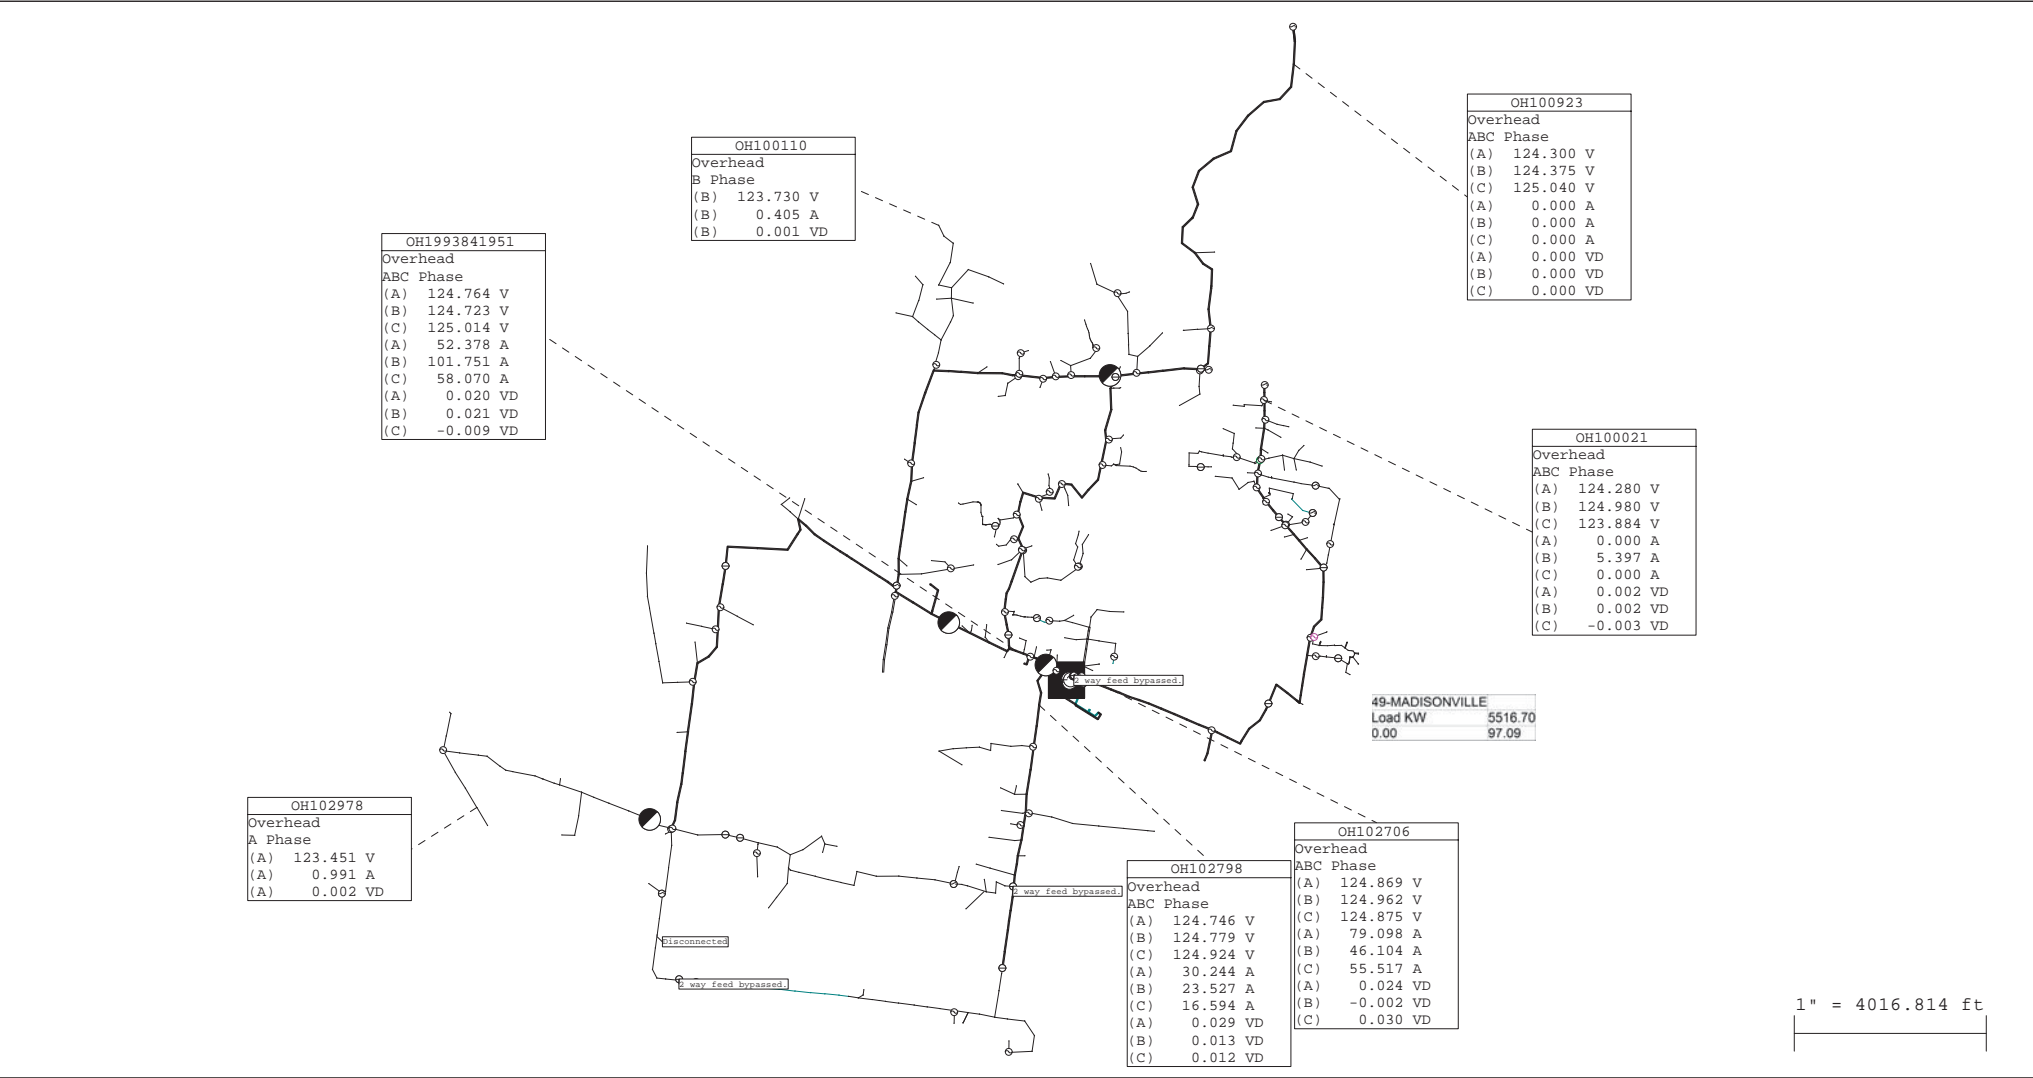 OH100923
Overhead
ABC Phase
(A) 124.300 V
(B) 124.375 V
(C) 125.040 V
(A) 0.000 A
(B) 0.000 A
(C) 0.000 A
(A) 0.000 VD
(B) 0.000 VD
(C) 0.000 VD
OH100110
Overhead
B Phase
(B) 123.730 V
(B) 0.405 A
(B) 0.001 VD
OH1993841951
Overhead
ABC Phase
(A) 124.764 V
(B) 124.723 V
(C) 125.014 V
(A) 52.378 A
(B) 101.751 A
(C) 58.070 A
(A) 0.020 VD
(B) 0.021 VD
(C) -0.009 VD
OH100021
Overhead
ABC Phase
(A) 124.280 V
(B) 124.980 V
(C) 123.884 V
(A) 0.000 A
(B) 5.397 A
(C) 0.000 A
(A) 0.002 VD
(B) 0.002 VD
(C) -0.003 VD
2 way feed bypassed.
49-MADISONVILLE
Load KW 5516.70
0.00 97.09
OH102978
Overhead
A Phase
(A) 123.451 V
(A) 0.991 A
(A) 0.002 VD
OH102706
Overhead
ABC Phase
(A) 124.869 V
(B) 124.962 V
(C) 124.875 V
(A) 79.098 A
(B) 46.104 A
(C) 55.517 A
(A) 0.024 VD
(B) -0.002 VD
(C) 0.030 VD
OH102798
Overhead
ABC Phase
(A) 124.746 V
(B) 124.779 V
(C) 124.924 V
(A) 30.244 A
(B) 23.527 A
(C) 16.594 A
(A) 0.029 VD
(B) 0.013 VD
(C) 0.012 VD
2 way feed bypassed.
Disconnected
2 way feed bypassed.
1" = 4016.814 ft